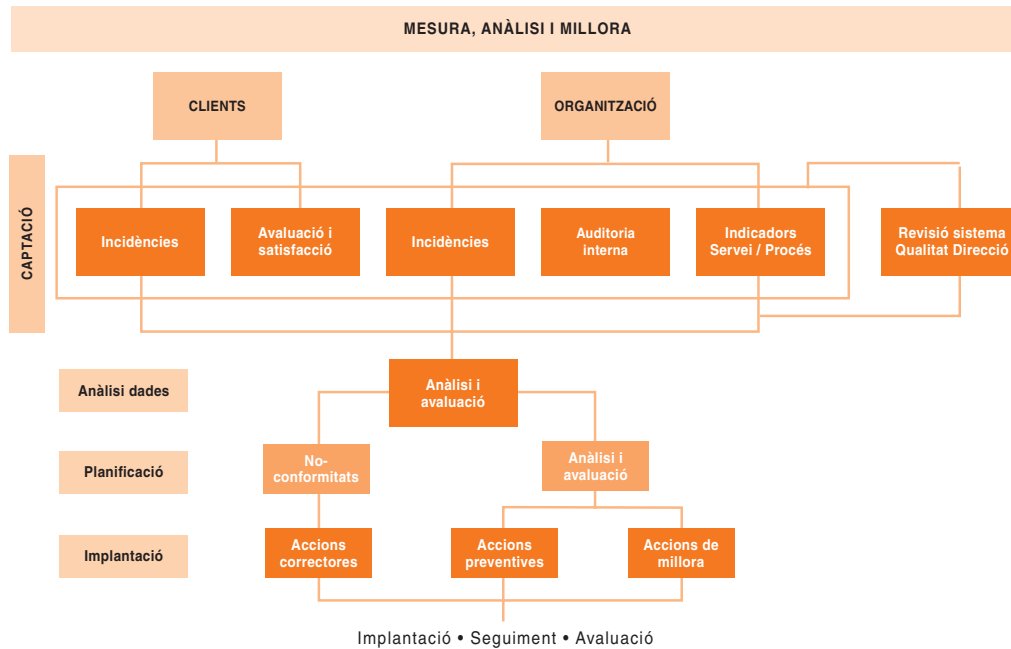 MESURA, ANÀLISI I MILLORA
CLIENTS
ORGANITZACIÓ
CAPTACIÓ
Incidències
Avaluació i
satisfacció
Incidències
Auditoria
interna
Indicadors
Servei / Procés
Revisió sistema
Qualitat Direcció
Anàlisi dades
Anàlisi i
avaluació
Planificació
No-
conformitats
Anàlisi i
avaluació
Implantació
Accions
correctores
Accions
preventives
Accions de
millora
Implantació • Seguiment • Avaluació